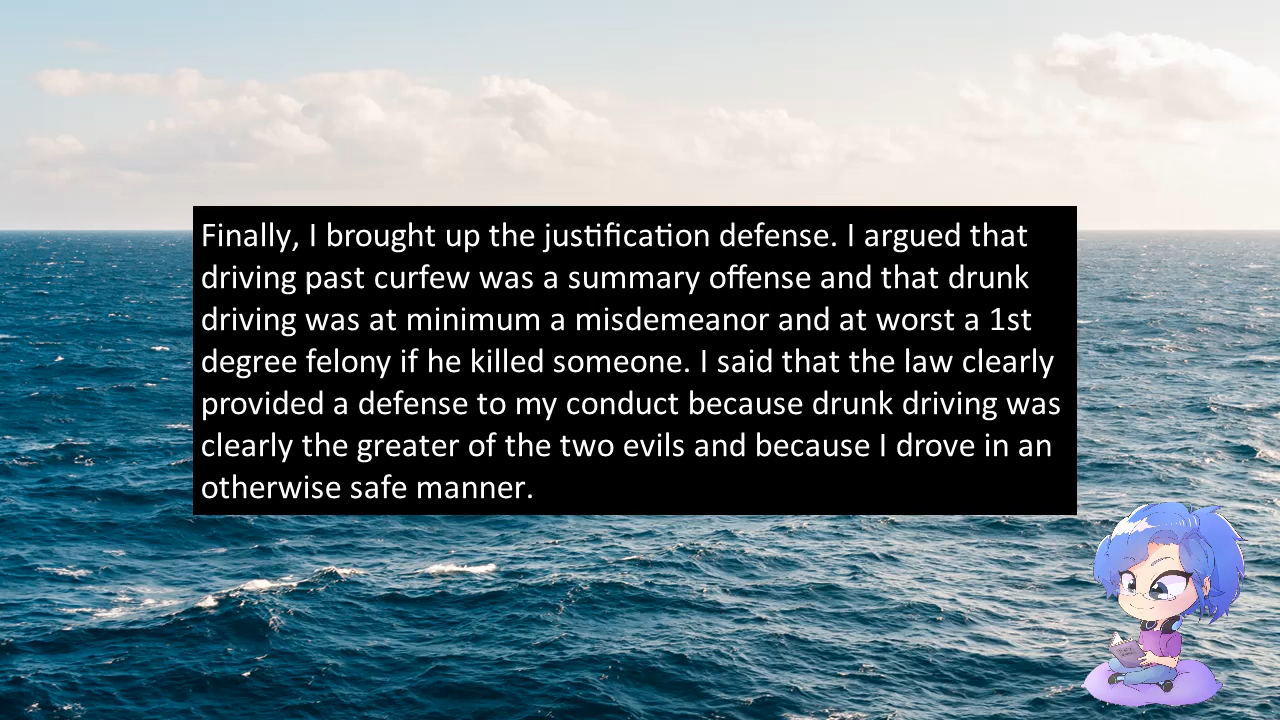 Finally, I brought up the justification defense. I argued that
driving past curfew was a summary offense and that drunk
driving was at minimum a misdemeanor and at worst a 1st
degree felony if he killed someone. I said that the law clearly
provided a defense to my conduct because drunk driving was
clearly the greater of the two evils and because I drove in an
otherwise safe manner.